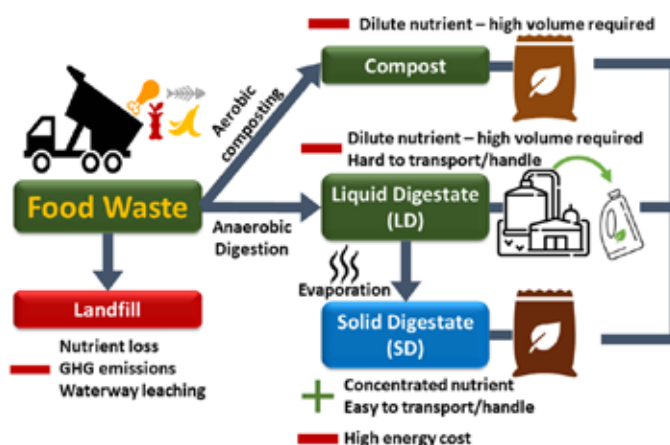 Dilute nutrient – high volume required
Compost
Aerobic
composting
Dilute nutrient – high volume required
Hard to transport/handle
Food Waste
Anaerobic
Digestion
Liquid Digestate
(LD)
Evaporation
Landfill
Nutrient loss
GHG emissions
Waterway leaching
Solid Digestate
(SD)
Concentrated nutrient
Easy to transport/handle
High energy cost